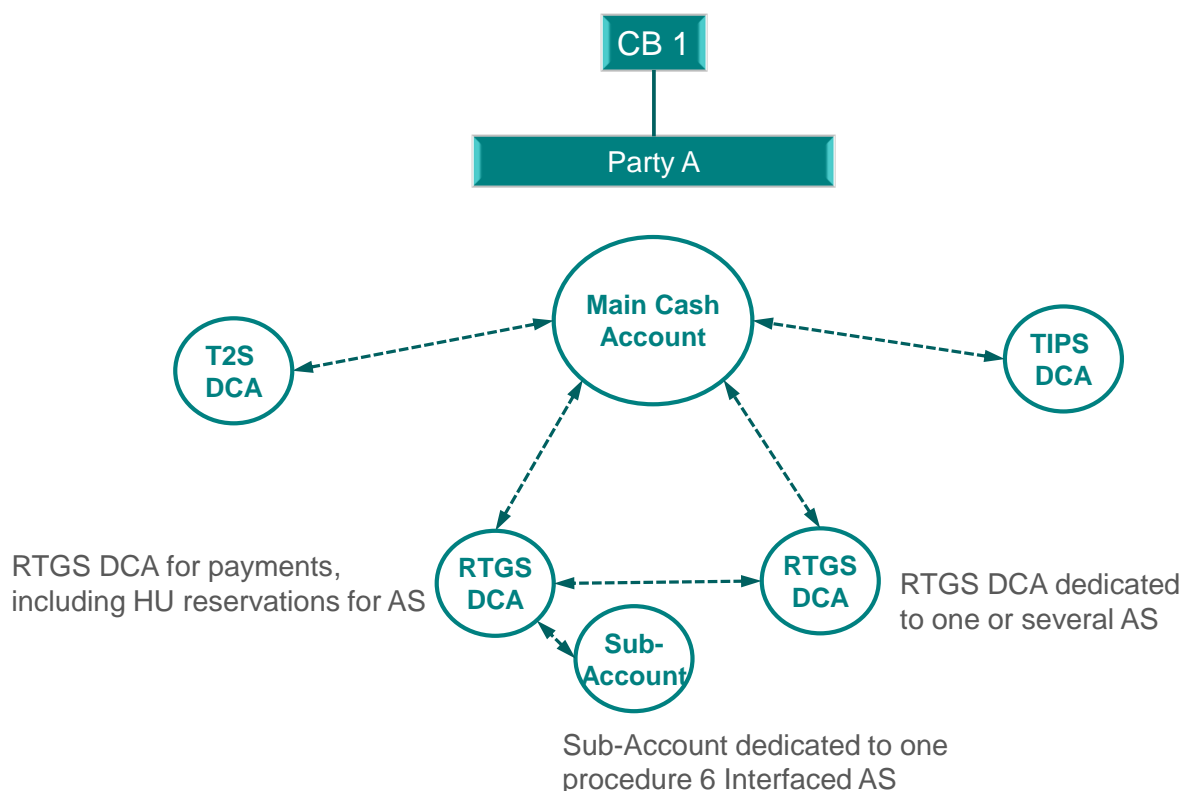 CB 1
Party A
Main Cash
Account
T2S
DCA
TIPS
DCA
RTGS DCA for payments,
including HU reservations for AS
RTGS
DCA
RTGS
DCA
RTGS DCA dedicated
to one or several AS
Sub-
Account
Sub-Account dedicated to one
procedure 6 Interfaced AS